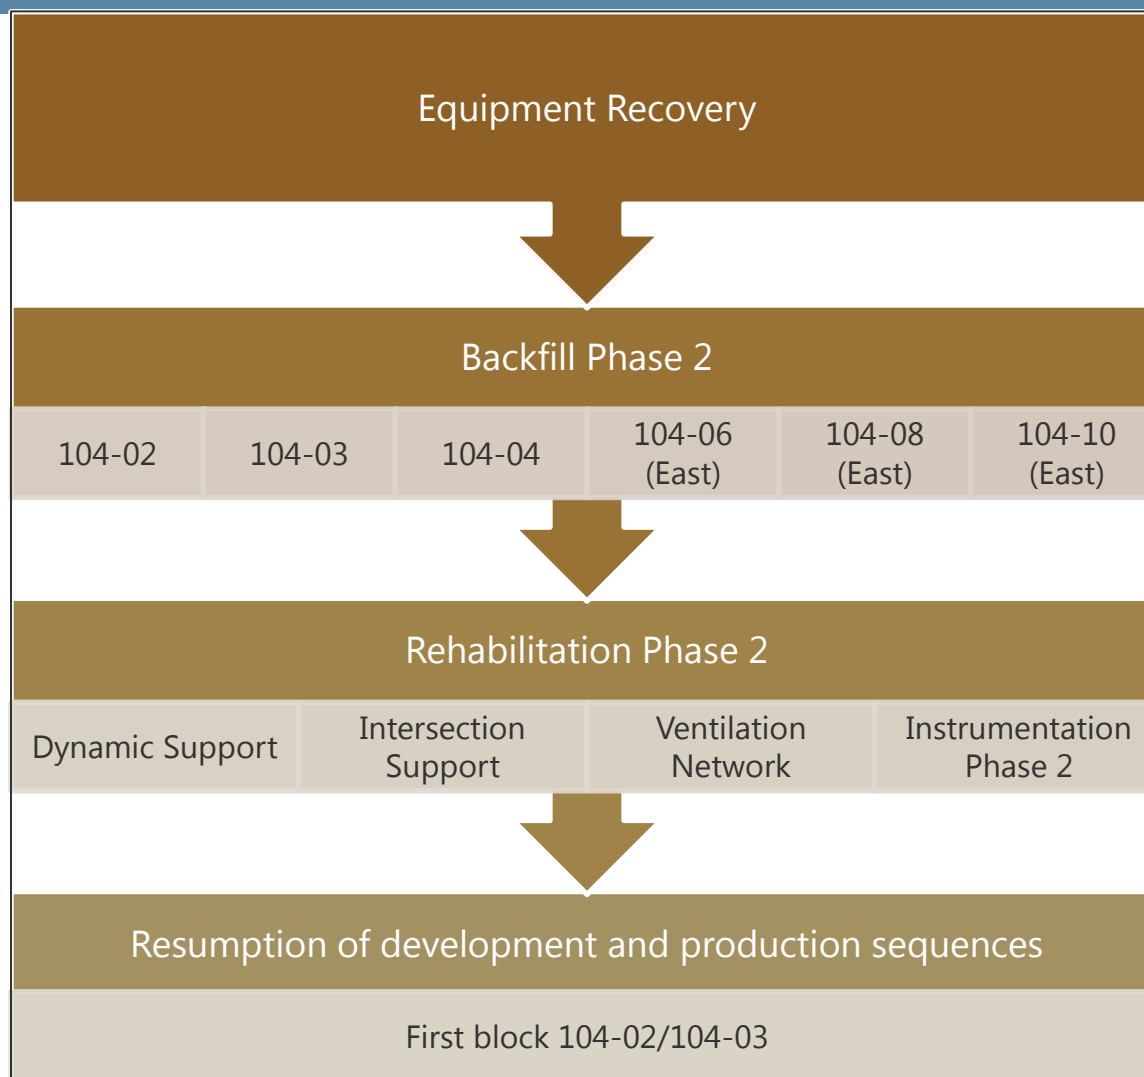 Equipment Recovery
Backfill Phase 2
104-02
104-03
104-04
104-06
(East)
104-08
(East)
104-10
(East)
Rehabilitation Phase 2
Dynamic Support
Intersection
Support
Ventilation
Network
Instrumentation
Phase 2
Resumption of development and production sequences
First block 104-02/104-03